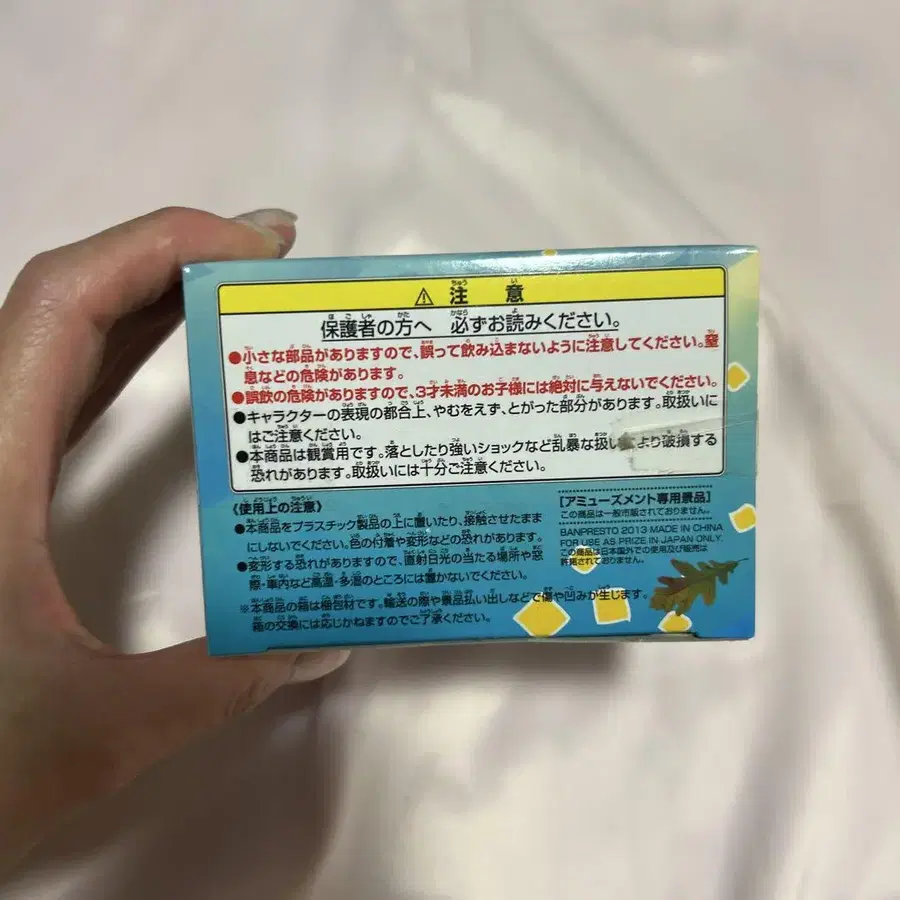 ⚠ 注 意
保護者の方へ 必ずお読みください。
●小さな部品がありますので、誤って飲み込まないように注意してください。窒
息などの危険があります。
●誤飲の危険がありますので、3才未満のお子様には絶対に与えないでください。
●キャラクターの表現の都合上、やむをえず、とがった部分があります。取扱いに
はご注意ください。
●本商品は観賞用です。落としたり強いショックなど乱暴な扱いにより破損する
恐れがあります。取扱いには十分ご注意ください。
《使用上の注意》
●本商品をプラスチック製品の上に置いたり、接触させたまま
にしないでください。色の付着や変形などの恐れがあります。
●変形する恐れがありますので、直射日光の当たる場所や窓
際・車内など高温・多湿のところには置かないでください。
※本商品の箱は梱包材です。輸送の際や景品払い出しなどで傷や凹みが生じます。
箱の交換には応じかねますのでご了承ください。
[アミューズメント専用景品]
この商品は一般市販されておりません。
BANPRESTO 2013 MADE IN CHINA
FOR USE AS PRIZE IN JAPAN ONLY.
この商品は日本国外での使用及び販売は
許諾されておりません。